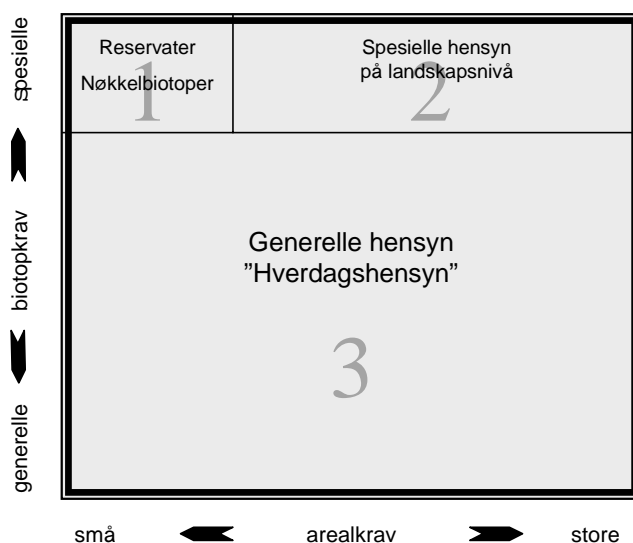 Reservater
Nøkkelbiotoper
1
Spesielle hensyn
på landskapsnivå
2
Generelle hensyn
”Hverdagshensyn”
3
spesielle
biotopkrav
generelle
små
arealkrav
store